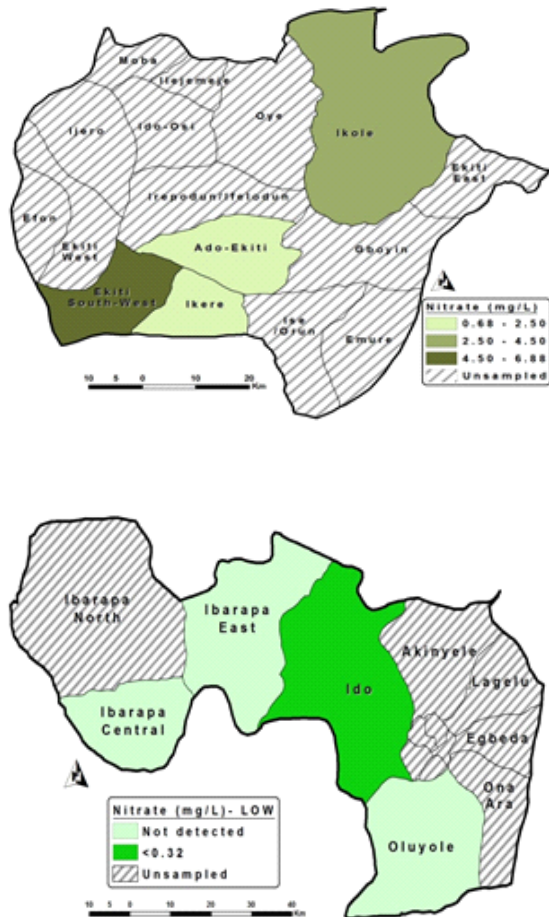 Moba
Ilejemeje
Oye
Ijero
Ido-Osi
Ikole
Ekiti
East
Irepodun/Ifelodun
Efon
Ekiti
West
Ado-Ekiti
Gboyin
Ekiti
South-West
Ikere
Ise
/Orun
Emure
N
Nitrate (mg/L)
0.68 - 2.50
2.50 - 4.50
4.50 - 6.88
Unsampled
10 5 0 10 20
Km
Ibarapa
North
Ibarapa
East
Akinyele
Lagelu
Ido
Ibarapa
Central
Egbeda
Ona
Ara
N
Nitrate (mg/L)- LOW
Not detected
<0.32
Unsampled
Oluyole
10 5 0 10 20 30 40
Km